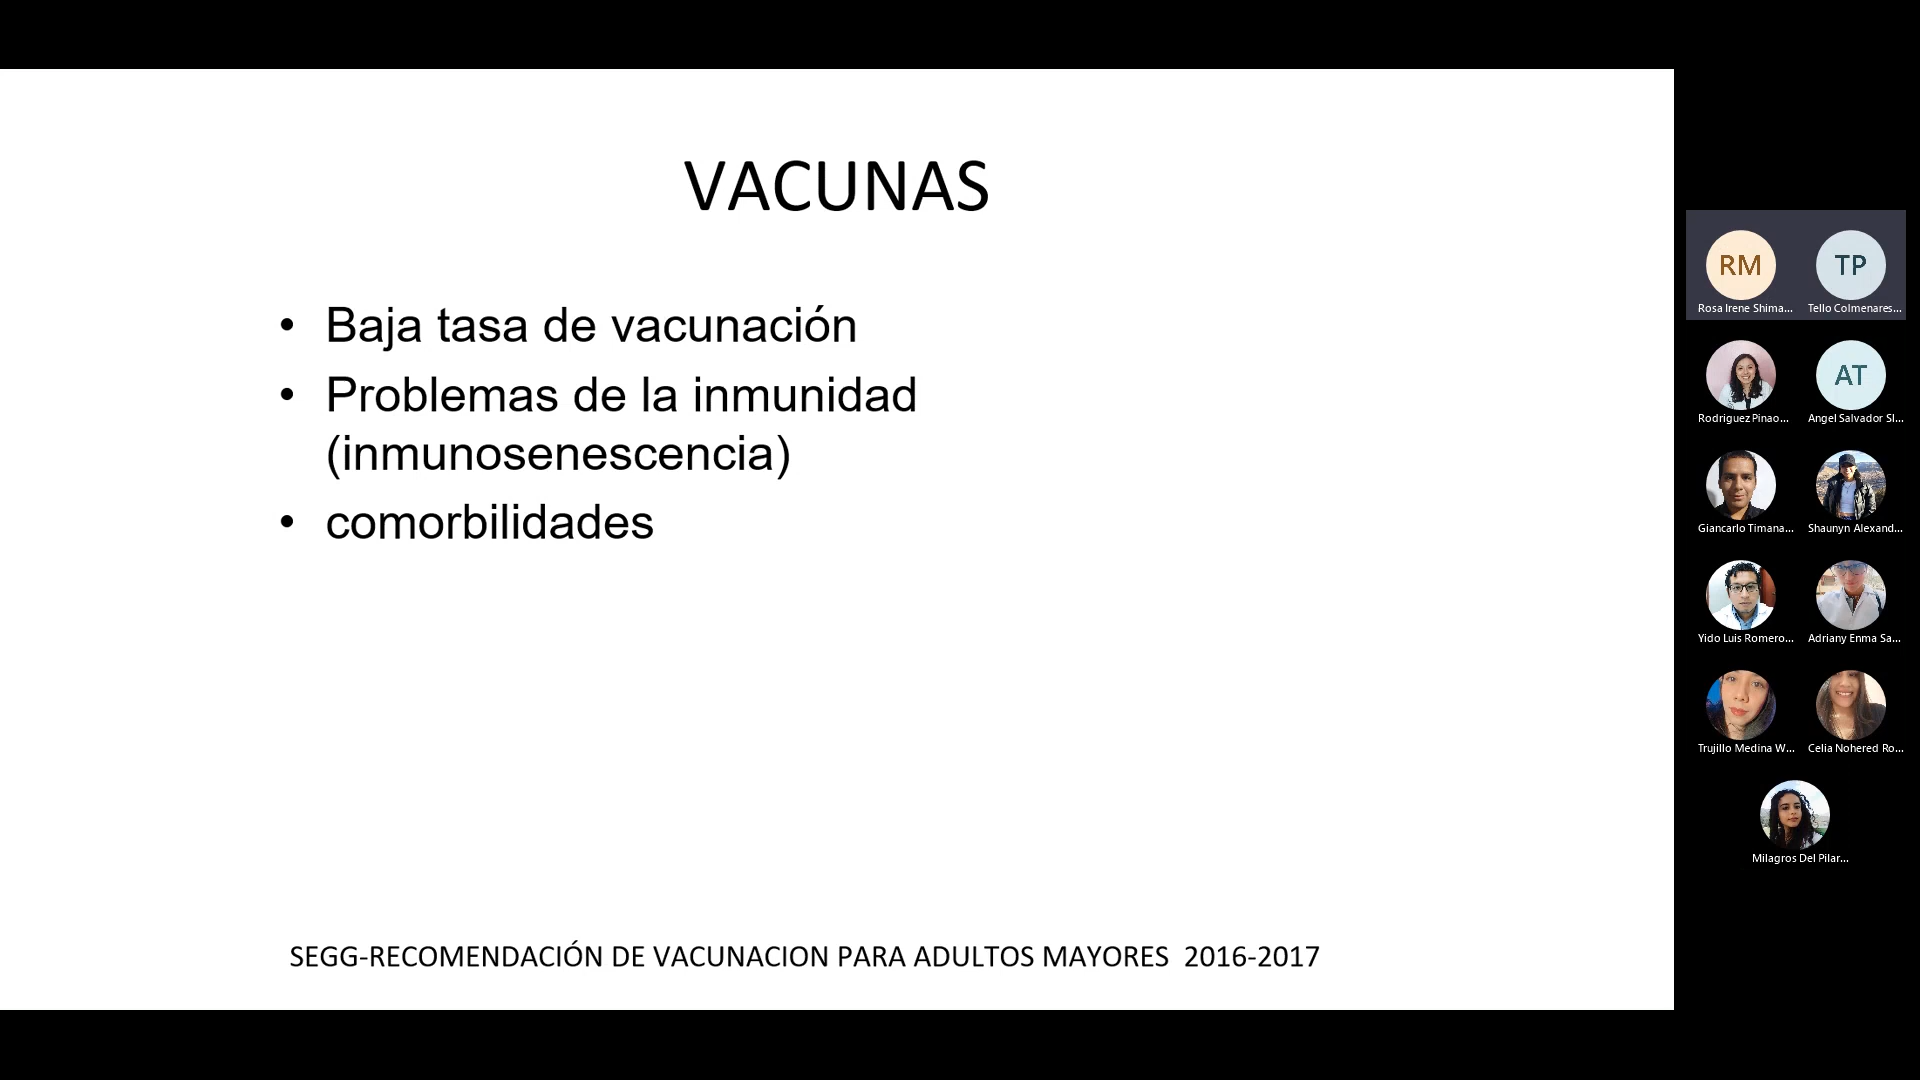 VACUNAS
• Baja tasa de vacunación
• Problemas de la inmunidad
(inmunosenescencia)
• comorbilidades
SEGG-RECOMENDACIÓN DE VACUNACION PARA ADULTOS MAYORES 2016-2017
RM
TP
Rosa Irene Shima...
Tello Colmenares...
AT
Rodriguez Pinao...
Angel Salvador Sl...
Giancarlo Timana...
Shaunyn Alexand...
Yido Luis Romero...
Adriany Enma Sa...
Trujillo Medina W...
Celia Nohered Ro...
Milagros Del Pilar...